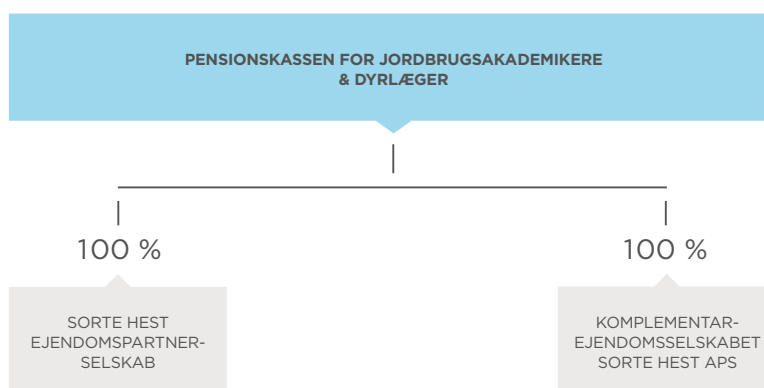 PENSIONSKASSEN FOR JORDBRUGSAKADEMIKERE
& DYRLÆGER
100 %
100 %
SORTE HEST
EJENDOMSPARTNER-
SELSKAB
KOMPLEMENTAR-
EJENDOMSSELSKABET
SORTE HEST APS